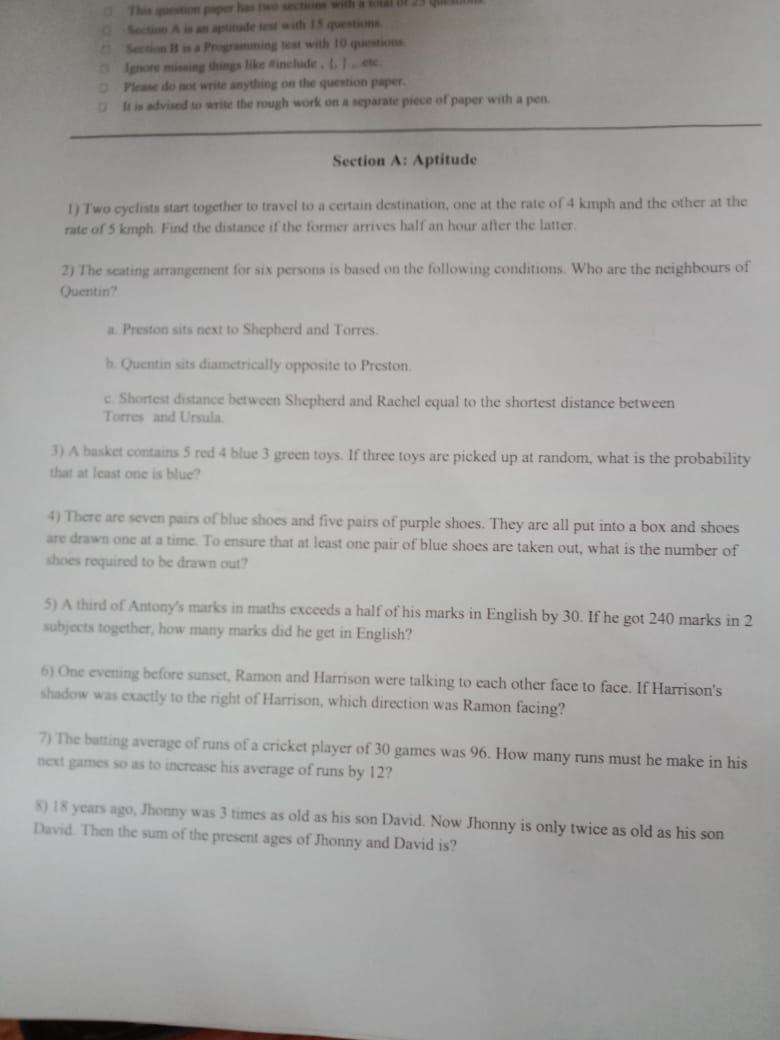 This question paper has two sections with a total of 25 questions.
Section A is an aptitude test with 15 questions.
Section B is a Programming test with 10 questions.
Ignore missing things like #include , {, } ,..etc.
Please do not write anything on the question paper.
It is advised to write the rough work on a separate piece of paper with a pen.
Section A: Aptitude
1) Two cyclists start together to travel to a certain destination, one at the rate of 4 kmph and the other at the
rate of 5 kmph. Find the distance if the former arrives half an hour after the latter.
2) The seating arrangement for six persons is based on the following conditions. Who are the neighbours of
Quentin?
a. Preston sits next to Shepherd and Torres.
b. Quentin sits diametrically opposite to Preston.
c. Shortest distance between Shepherd and Rachel equal to the shortest distance between
Torres and Ursula.
3) A basket contains 5 red 4 blue 3 green toys. If three toys are picked up at random, what is the probability
that at least one is blue?
4) There are seven pairs of blue shoes and five pairs of purple shoes. They are all put into a box and shoes
are drawn one at a time. To ensure that at least one pair of blue shoes are taken out, what is the number of
shoes required to be drawn out?
5) A third of Antony's marks in maths exceeds a half of his marks in English by 30. If he got 240 marks in 2
subjects together, how many marks did he get in English?
6) One evening before sunset, Ramon and Harrison were talking to each other face to face. If Harrison's
shadow was exactly to the right of Harrison, which direction was Ramon facing?
7) The batting average of runs of a cricket player of 30 games was 96. How many runs must he make in his
next games so as to increase his average of runs by 12?
8) 18 years ago, Jhonny was 3 times as old as his son David. Now Jhonny is only twice as old as his son
David. Then the sum of the present ages of Jhonny and David is?